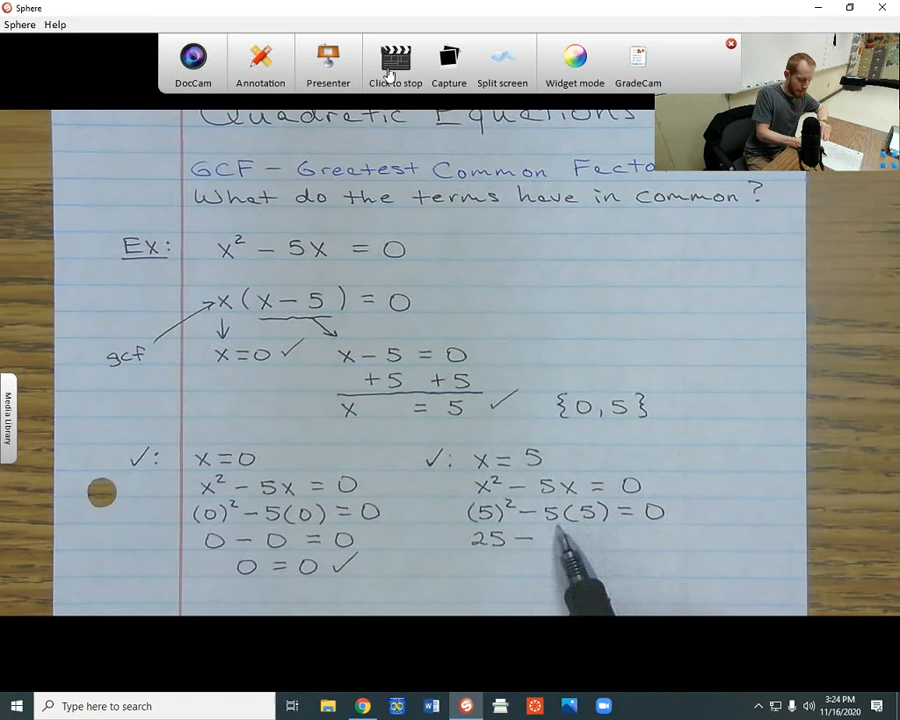 Sphere
Sphere Help
DocCam
Annotation
Presenter
Click to stop
Capture
Split screen
Widget mode
GradeCam
Media Library
Quadratic Equations
GCF - Greatest Common Facto
What do the terms have in common?
Ex: x² - 5x = 0
x(x - 5) = 0
gcf
x = 0 ✓ x - 5 = 0
+5 +5
x = 5 ✓ {0, 5}
✓: x = 0
x² - 5x = 0
(0)² - 5(0) = 0
0 - 0 = 0
0 = 0 ✓
✓: x = 5
x² - 5x = 0
(5)² - 5(5) = 0
25 -
Type here to search
3:24 PM
11/16/2020